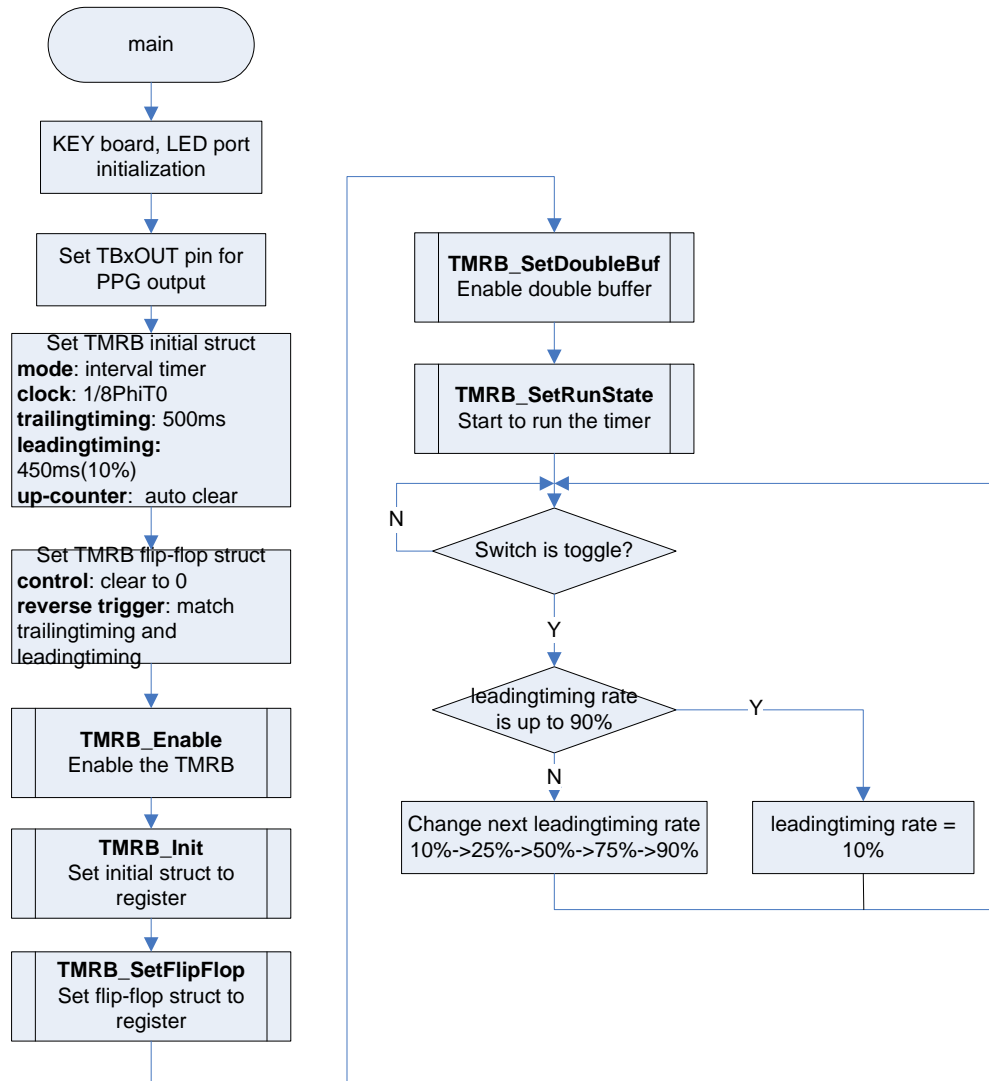 main
KEY board, LED port
initialization
Set TBxOUT pin for
PPG output
Set TMRB initial struct
mode: interval timer
clock: 1/8PhiT0
trailingtiming: 500ms
leadingtiming:
450ms(10%)
up-counter:  auto clear
Set TMRB flip-flop struct
control: clear to 0
reverse trigger: match
trailingtiming and
leadingtiming
TMRB_Enable
Enable the TMRB
TMRB_Init
Set initial struct to
register
TMRB_SetFlipFlop
Set flip-flop struct to
register
TMRB_SetDoubleBuf
Enable double buffer
TMRB_SetRunState
Start to run the timer
N
Switch is toggle?
Y
leadingtiming rate
is up to 90%
Y
N
Change next leadingtiming rate
10%->25%->50%->75%->90%
leadingtiming rate =
10%